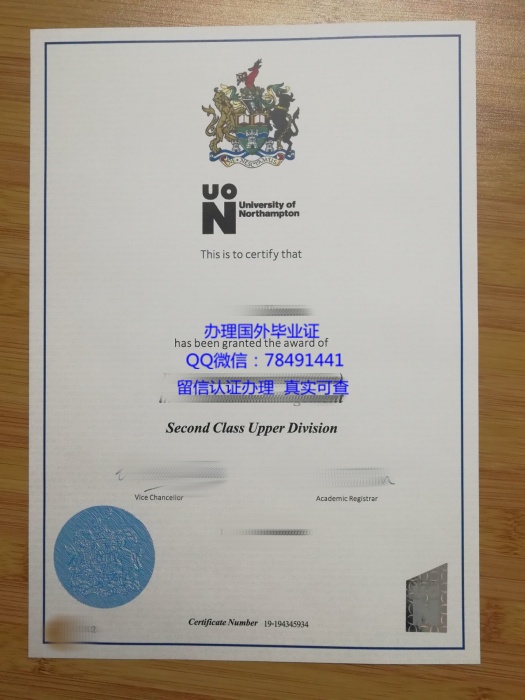 UON
University of
Northampton
This is to certify that
办理国外毕业证
has been granted the award of
QQ微信：78491441
留信认证办理 真实可查
Second Class Upper Division
Vice Chancellor
Academic Registrar
Certificate Number 19-194345934